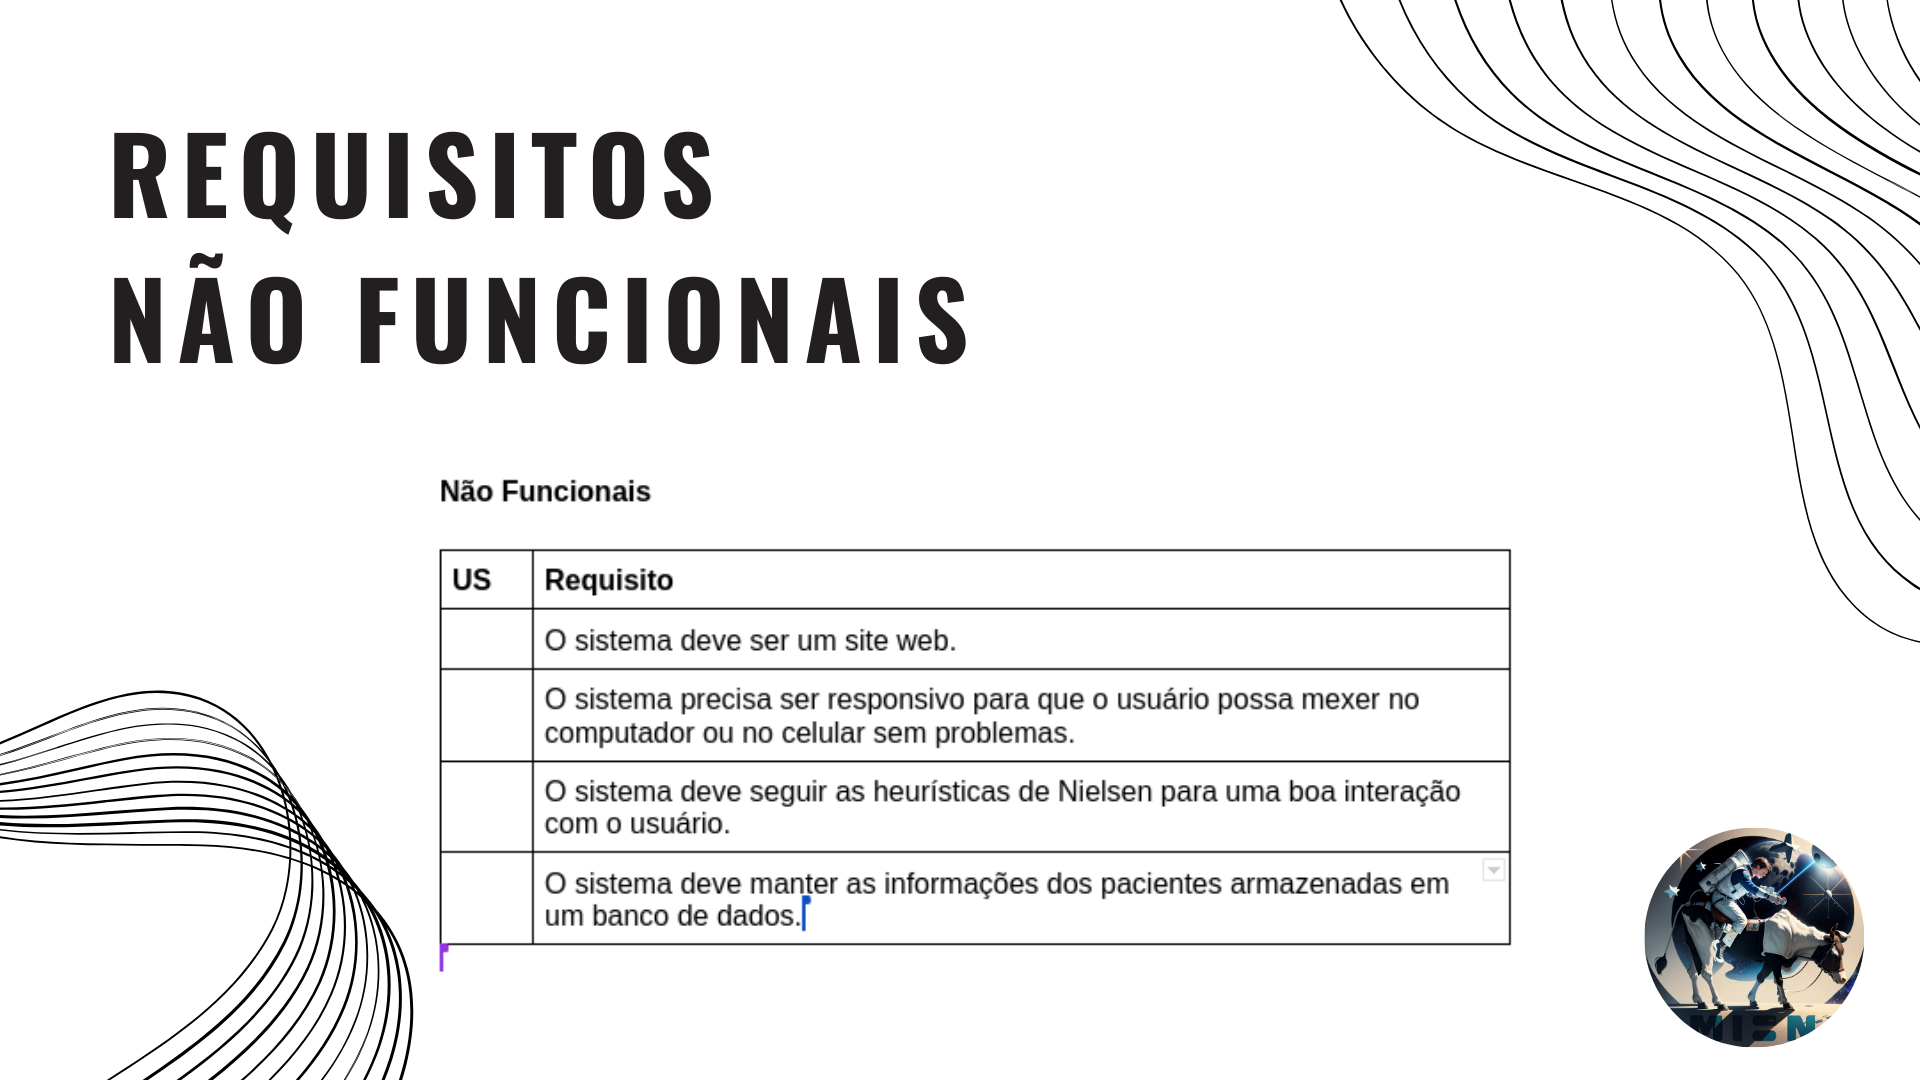 REQUISITOS
NÃO FUNCIONAIS
Não Funcionais
US Requisito
O sistema deve ser um site web.
O sistema precisa ser responsivo para que o usuário possa mexer no
computador ou no celular sem problemas.
O sistema deve seguir as heurísticas de Nielsen para uma boa interação
com o usuário.
O sistema deve manter as informações dos pacientes armazenadas em
um banco de dados.